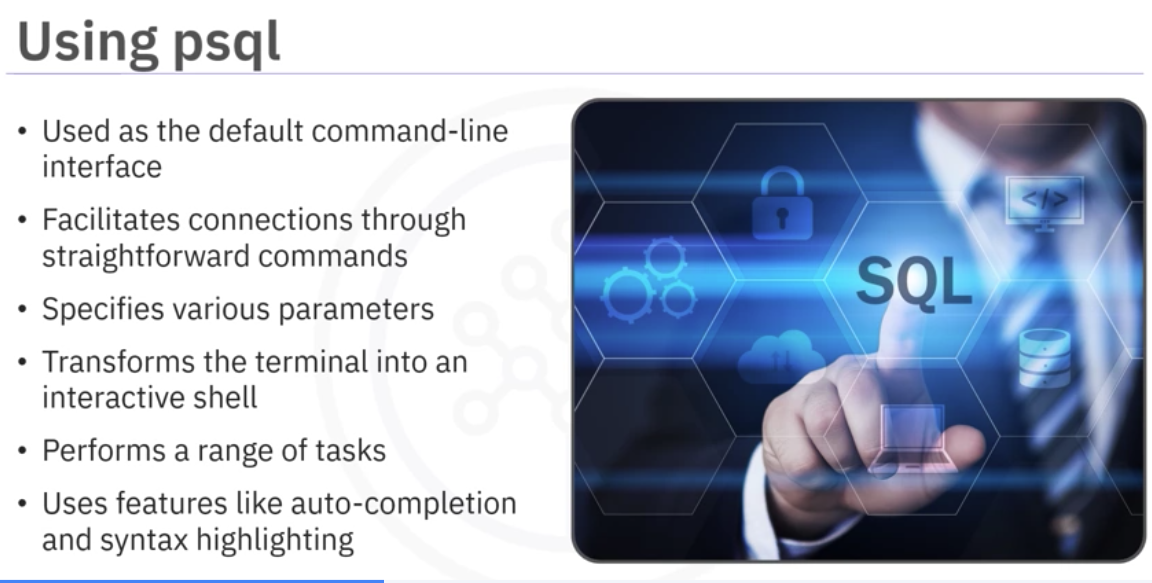 Using psql
• Used as the default command-line
interface
• Facilitates connections through
straightforward commands
• Specifies various parameters
• Transforms the terminal into an
interactive shell
• Performs a range of tasks
• Uses features like auto-completion
and syntax highlighting
</>
SQL